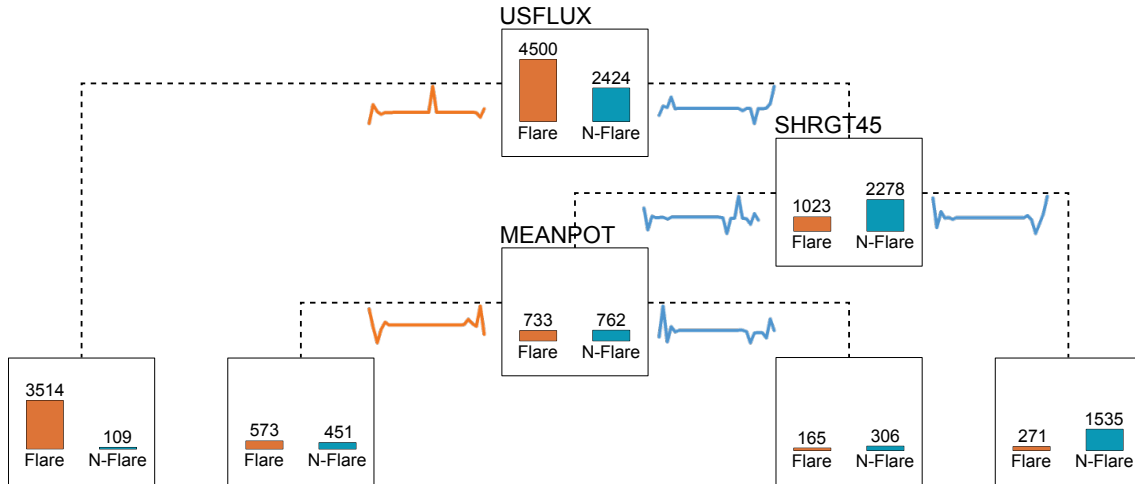 USFLUX
4500
2424
Flare N-Flare
SHRGT45
1023
2278
Flare N-Flare
MEANPOT
733 762
Flare N-Flare
3514
109
Flare N-Flare
573 451
Flare N-Flare
165 306
Flare N-Flare
271
1535
Flare N-Flare